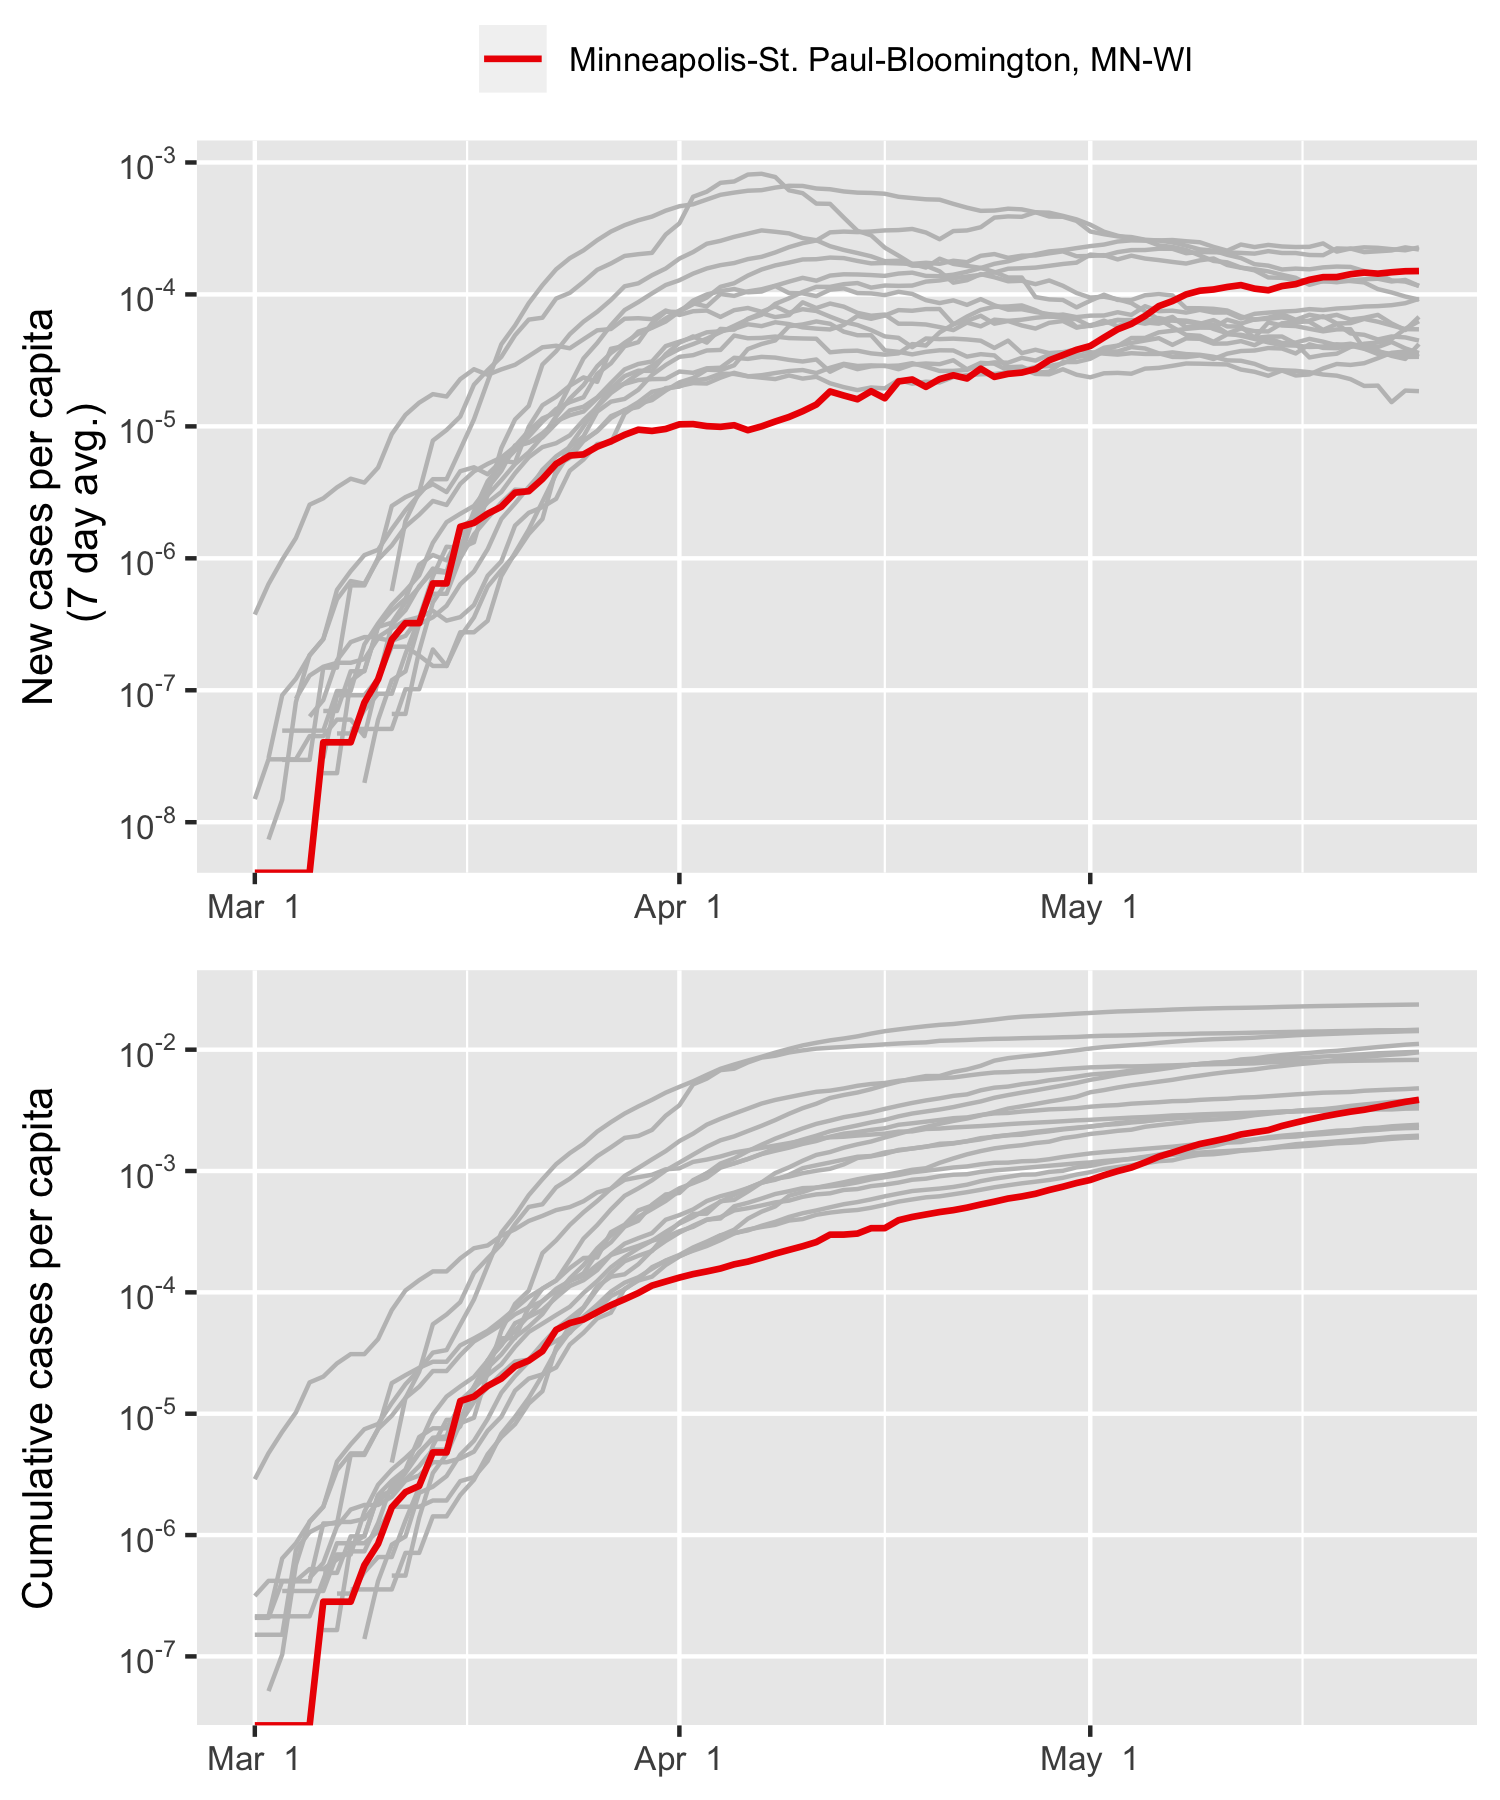 Minneapolis-St. Paul-Bloomington, MN-WI
New cases per capita
(7 day avg.)
10-3
10-4
10-5
10-6
10-7
10-8
Mar 1
Apr 1
May 1
Cumulative cases per capita
10-2
10-3
10-4
10-5
10-6
10-7
Mar 1
Apr 1
May 1